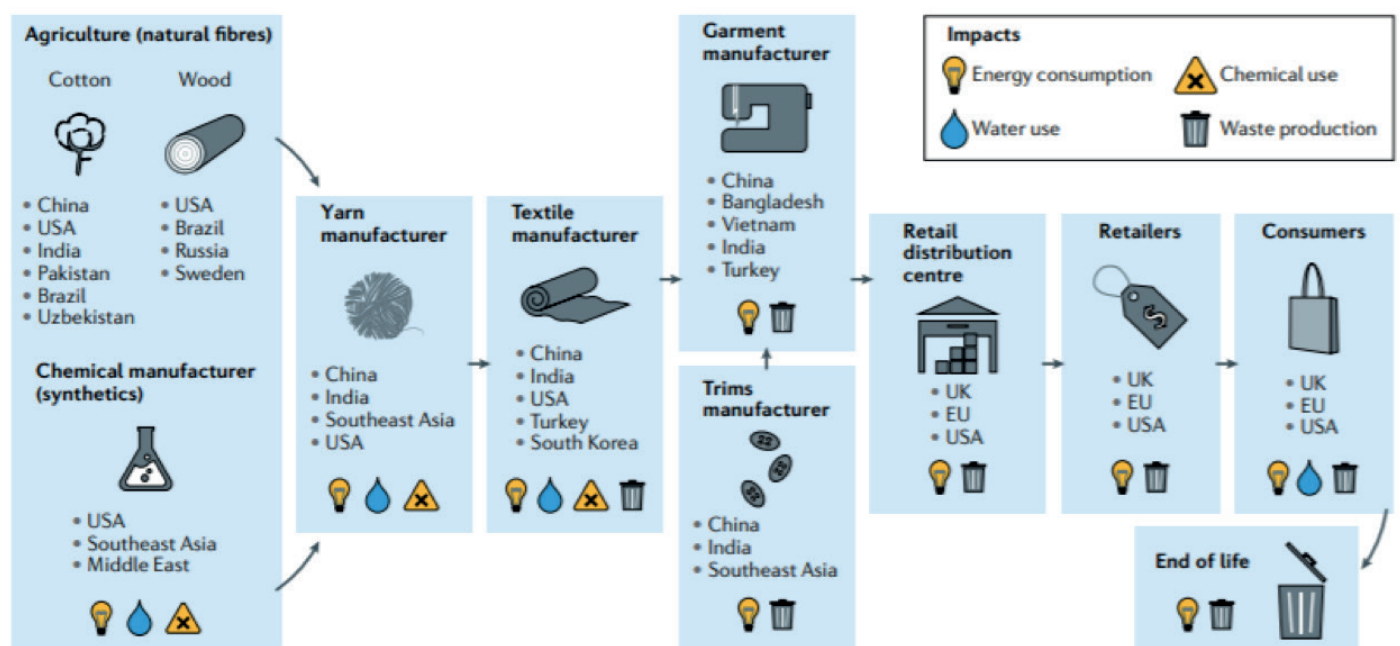 Agriculture (natural fibres)
Cotton
• China
• USA
• India
• Pakistan
• Brazil
• Uzbekistan
Wood
• USA
• Brazil
• Russia
• Sweden
Chemical manufacturer
(synthetics)
• USA
• Southeast Asia
• Middle East
Yarn
manufacturer
• China
• India
• Southeast Asia
• USA
Textile
manufacturer
• China
• India
• USA
• Turkey
• South Korea
Garment
manufacturer
• China
• Bangladesh
• Vietnam
• India
• Turkey
Trims
manufacturer
• China
• India
• Southeast Asia
Impacts
Energy consumption
Chemical use
Water use
Waste production
Retail
distribution
centre
• UK
• EU
• USA
Retailers
$
• UK
• EU
• USA
Consumers
• UK
• EU
• USA
End of life